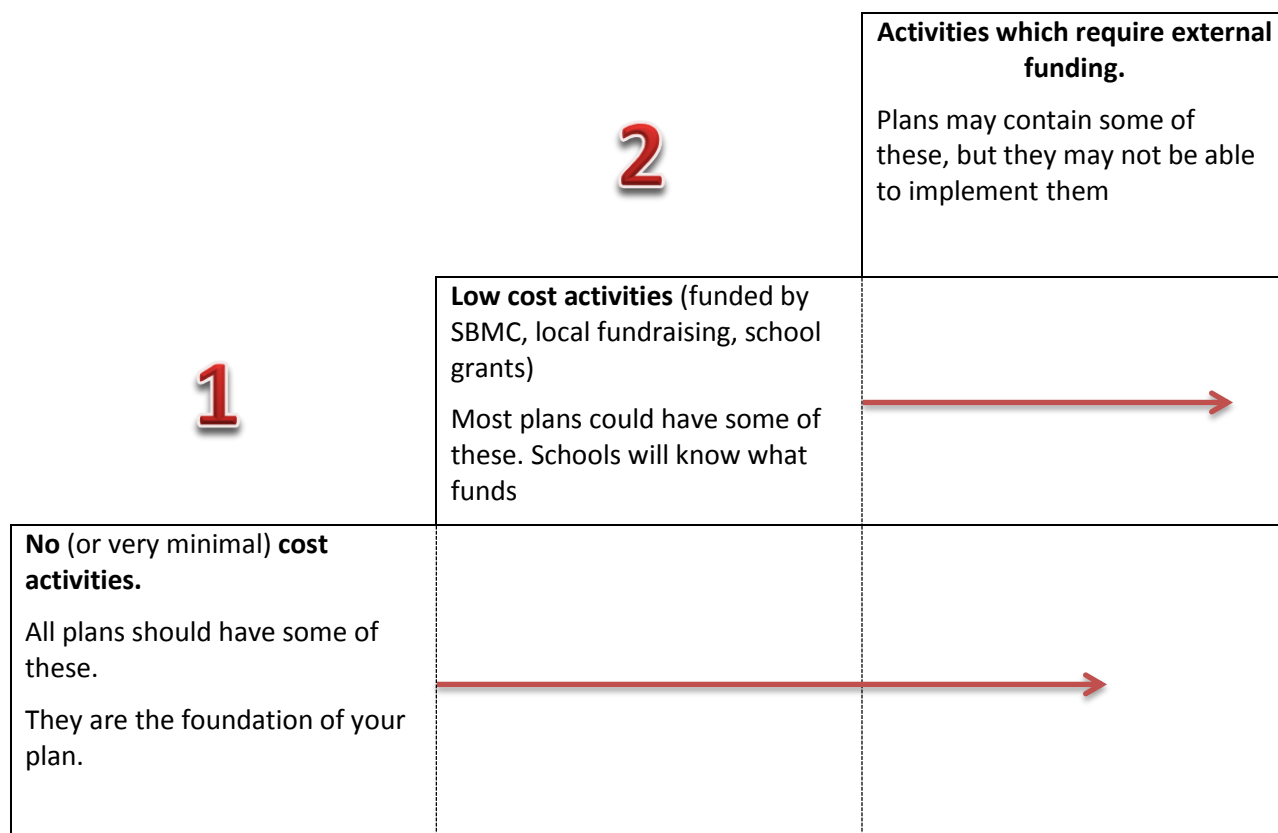 Activities which require external
funding.
Plans may contain some of
these, but they may not be able
to implement them
2
Low cost activities (funded by
SBMC, local fundraising, school
grants)
Most plans could have some of
these. Schools will know what
funds
1
No (or very minimal) cost
activities.
All plans should have some of
these.
They are the foundation of your
plan.